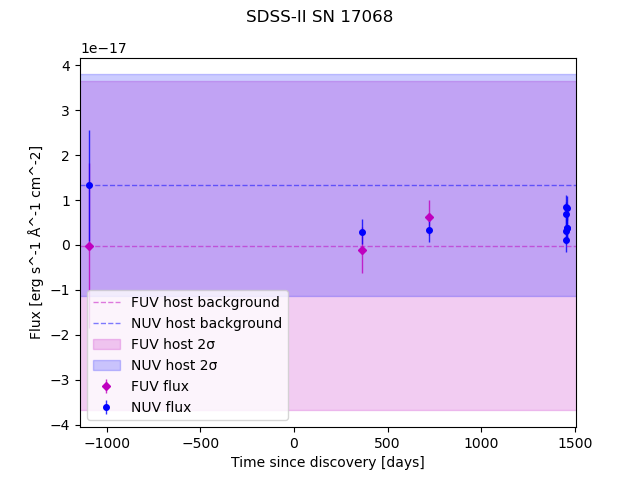 SDSS-II SN 17068
1e−17
4
3
2
1
0
−1
−2
−3
−4
Flux [erg s^-1 Å^-1 cm^-2]
FUV host background
NUV host background
FUV host 2σ
NUV host 2σ
FUV flux
NUV flux
−1000 −500 0 500 1000 1500
Time since discovery [days]